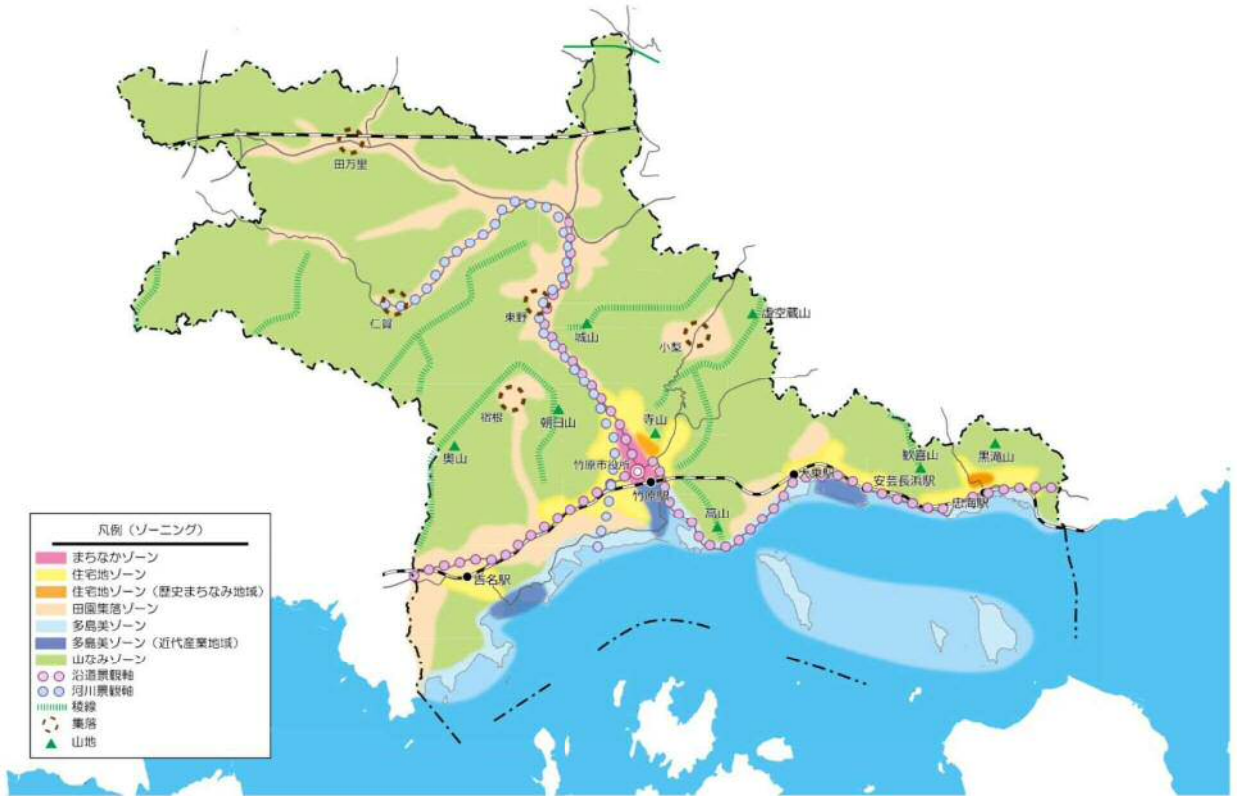 田万里
仁賀
東野
城山
小梨
虚空蔵山
宿根
朝日山
寺山
奥山
竹原市役所
竹原駅
大乗駅
安芸長浜駅
歓喜山
黒滝山
忠海駅
高山
吉名駅
凡例（ゾーニング）
まちなかゾーン
住宅地ゾーン
住宅地ゾーン（歴史まちなみ地域）
田園集落ゾーン
多島美ゾーン
多島美ゾーン（近代産業地域）
山なみゾーン
沿道景観軸
河川景観軸
稜線
集落
山地